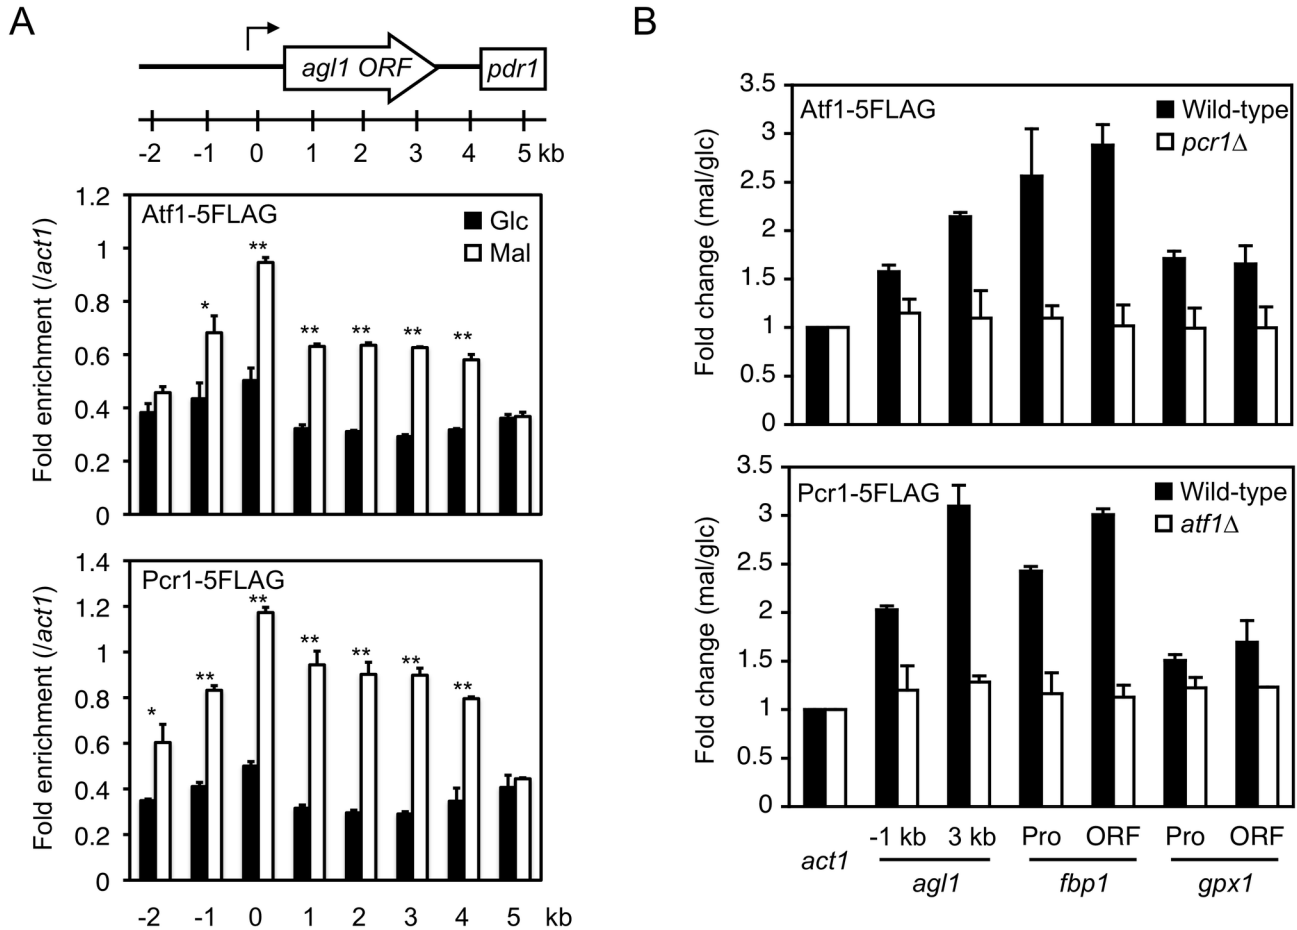 A
agl1 ORF
pdr1
-2 -1 0 1 2 3 4 5 kb
Fold enrichment (/act1)
1.2
1
0.8
0.6
0.4
0.2
0
Atf1-5FLAG
Glc
Mal
* ** ** ** ** **
Fold enrichment (/act1)
1.4
1.2
1
0.8
0.6
0.4
0.2
0
Pcr1-5FLAG
* ** ** ** ** ** **
-2 -1 0 1 2 3 4 5 kb
B
Fold change (mal/glc)
3.5
3
2.5
2
1.5
1
0.5
0
Atf1-5FLAG
Wild-type
pcr1Δ
Fold change (mal/glc)
3.5
3
2.5
2
1.5
1
0.5
0
Pcr1-5FLAG
Wild-type
atf1Δ
act1
-1 kb 3 kb Pro ORF Pro ORF
agl1 fbp1 gpx1